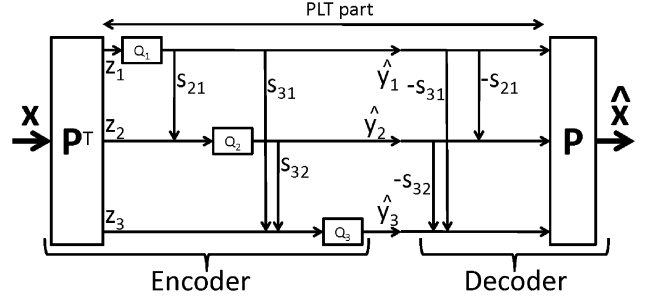 PLT part
Q1
z1
s21
s31
ŷ1
-s31
-s21
x
x̂
z2
ŷ2
PT
Q2
P
s32
-s32
z3
ŷ3
Q3
Encoder
Decoder